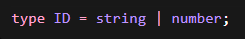 type ID = string | number;